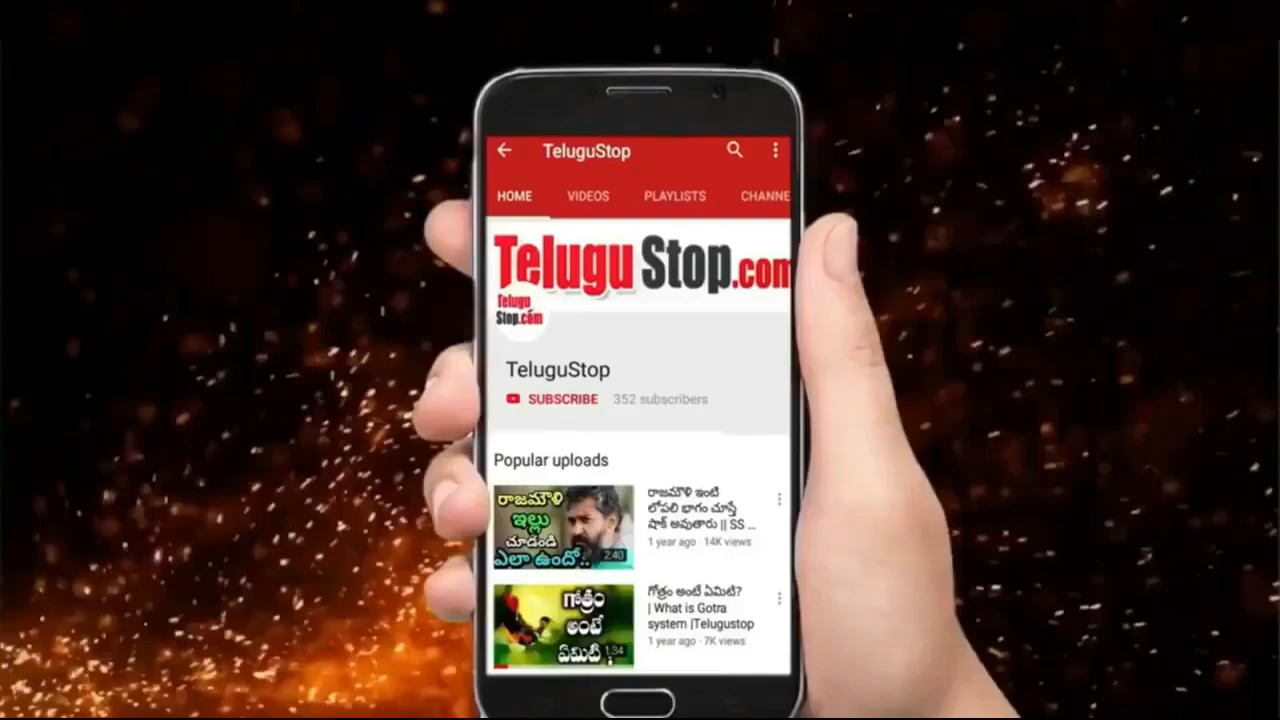 TeluguStop
HOME VIDEOS PLAYLISTS CHANNE
Telugu Stop.com
Telugu
Stop.com
TeluguStop
SUBSCRIBE 352 subscribers
Popular uploads
రాజమౌళి
ఇల్లు
చూడండి
ఎలా ఉందో..
2:40
రాజమౌళి ఇంటి
లోపలి భాగం చూస్తే
షాక్ అవుతారు || SS ...
1 year ago · 14K views
గోత్రం
అంటే
ఏమిటి ?
1:34
గోత్రం అంటే ఏమిటి?
| What is Gotra
system |Telugustop
1 year ago · 7K views